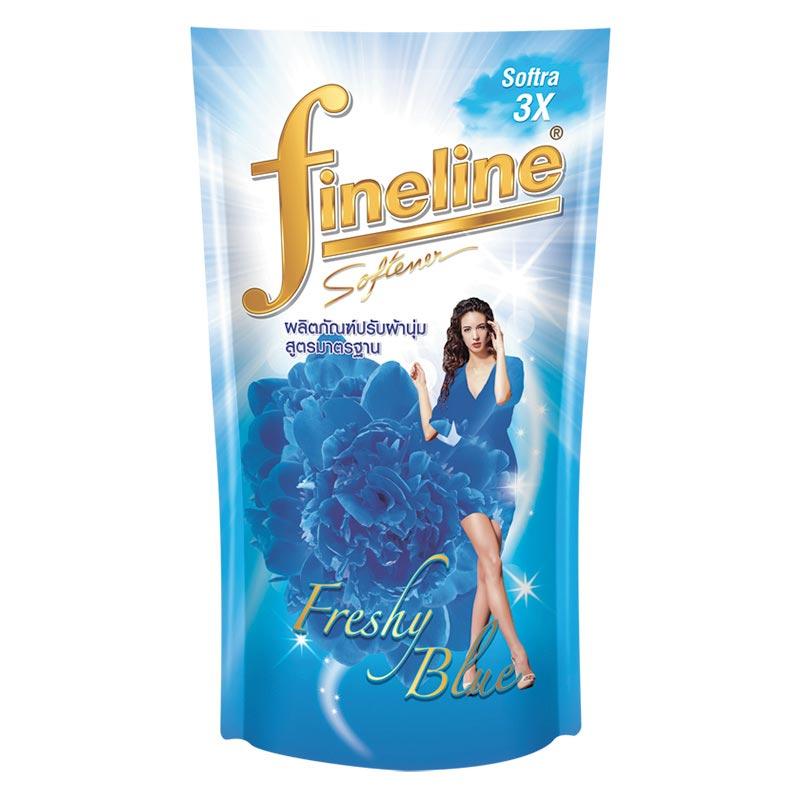 Softra
3X
fineline®
Softener
ผลิตภัณฑ์ปรับผ้านุ่ม
สูตรมาตรฐาน
Freshy
Blue